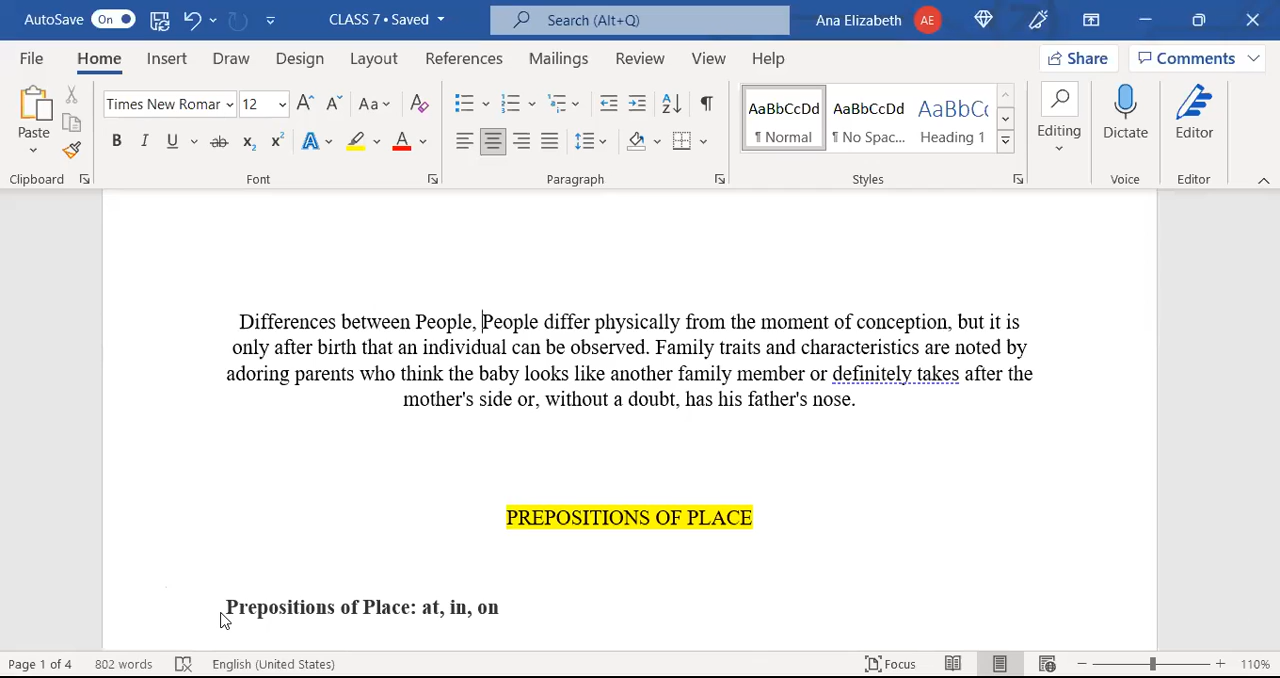 AutoSave On CLASS 7 • Saved Search (Alt+Q) Ana Elizabeth AE
File Home Insert Draw Design Layout References Mailings Review View Help Share Comments
Paste Times New Romar 12 Aa AaBbCcDd AaBbCcDd AaBbCc Editing Dictate Editor
B I U ab x2 x2 A A ¶ Normal ¶ No Spac... Heading 1
Clipboard Font Paragraph Styles Voice Editor
Differences between People, People differ physically from the moment of conception, but it is
only after birth that an individual can be observed. Family traits and characteristics are noted by
adoring parents who think the baby looks like another family member or definitely takes after the
mother's side or, without a doubt, has his father's nose.
PREPOSITIONS OF PLACE
Prepositions of Place: at, in, on
Page 1 of 4 802 words English (United States) Focus 110%